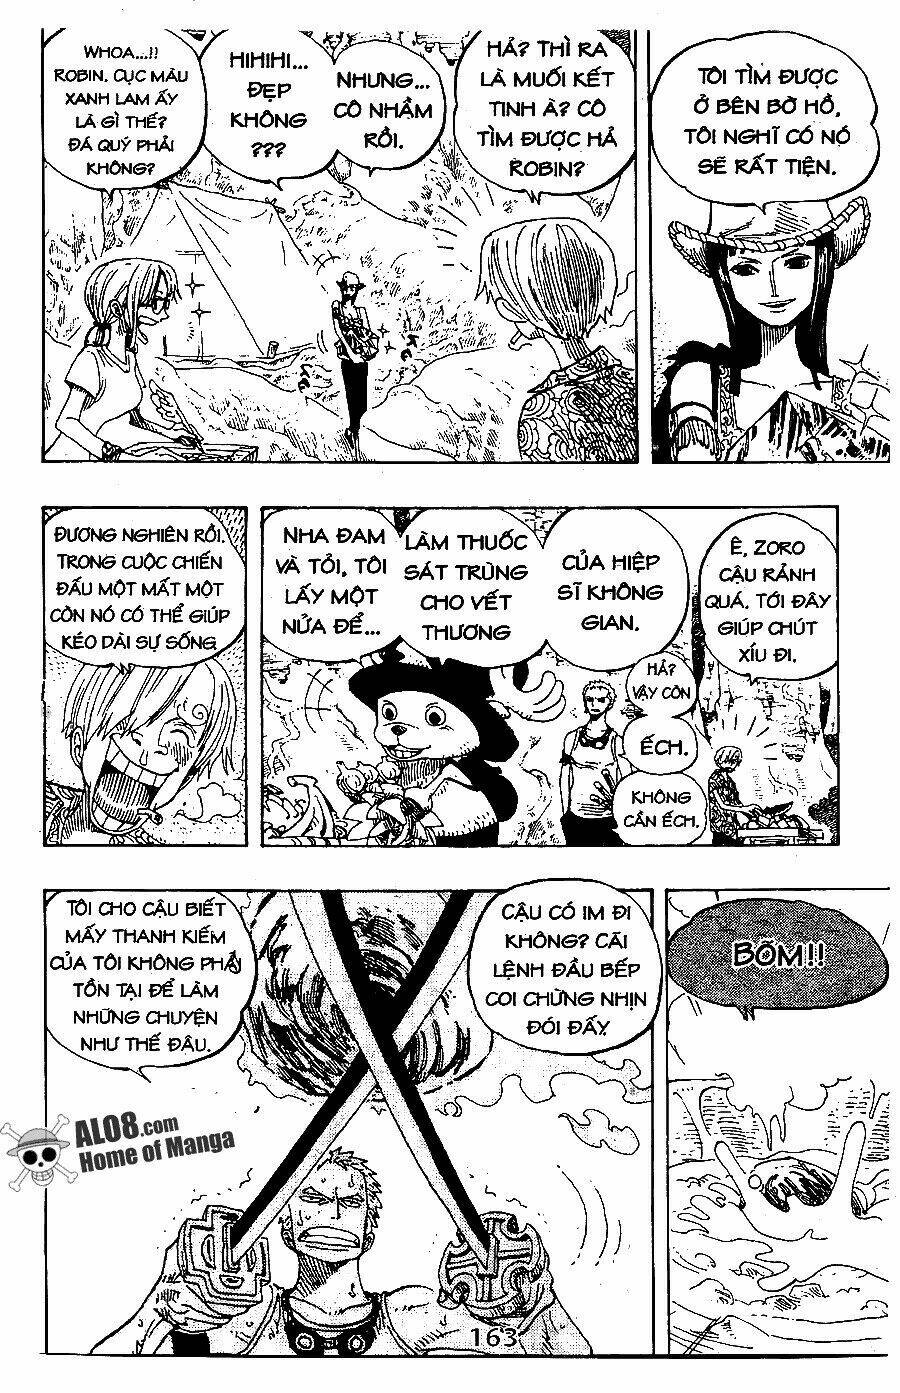 WHOA...!!
ROBIN. CỤC MÀU
XANH LAM ẤY
LÀ GÌ THẾ?
ĐÁ QUÝ PHẢI
KHÔNG?
HIHIHI...
ĐẸP
KHÔNG
???
NHƯNG...
CÔ NHẦM
RỒI.
HẢ? THÌ RA
LÀ MUỐI KẾT
TINH À? CÔ
TÌM ĐƯỢC HẢ
ROBIN?
TÔI TÌM ĐƯỢC
Ở BÊN BỜ HỒ,
TÔI NGHĨ CÓ NÓ
SẼ RẤT TIỆN.
ĐƯƠNG NGHIÊN RỒI.
TRONG CUỘC CHIẾN
ĐẤU MỘT MẤT MỘT
CÒN NÓ CÓ THỂ GIÚP
KÉO DÀI SỰ SỐNG
NHA ĐAM
VÀ TỎI, TÔI
LẤY MỘT
NỬA ĐỂ...
LÀM THUỐC
SÁT TRÙNG
CHO VẾT
THƯƠNG
CỦA HIỆP
SĨ KHÔNG
GIAN.
Ê, ZORO
CẬU RẢNH
QUÁ, TỚI ĐÂY
GIÚP CHÚT
XÍU ĐI.
HẢ?
VẬY CÒN
ẾCH.
KHÔNG
CẦN ẾCH.
TÔI CHO CẬU BIẾT
MẤY THANH KIẾM
CỦA TÔI KHÔNG PHẢI
TỒN TẠI ĐỂ LÀM
NHỮNG CHUYỆN
NHƯ THẾ ĐÂU.
CẬU CÓ IM ĐI
KHÔNG? CÃI
LỆNH ĐẦU BẾP
COI CHỪNG NHỊN
ĐÓI ĐẤY.
BÕM!!
AL08.com
Home of Manga
163